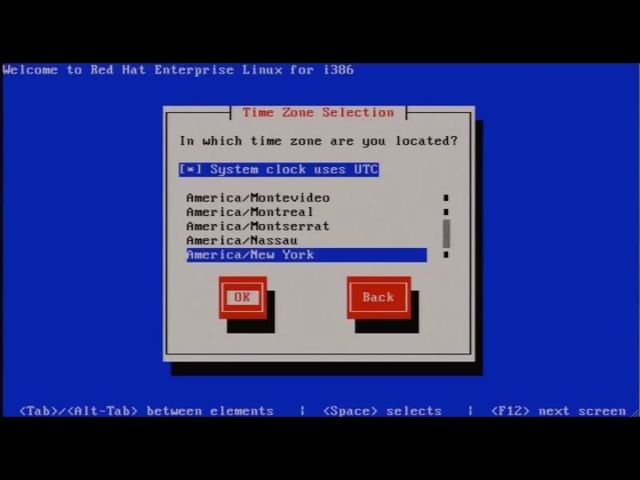 Welcome to Red Hat Enterprise Linux for i386
Time Zone Selection
In which time zone are you located?
[*] System clock uses UTC
America/Montevideo
America/Montreal
America/Montserrat
America/Nassau
America/New York
OK Back
<Tab>/<Alt-Tab> between elements | <Space> selects | <F12> next screen